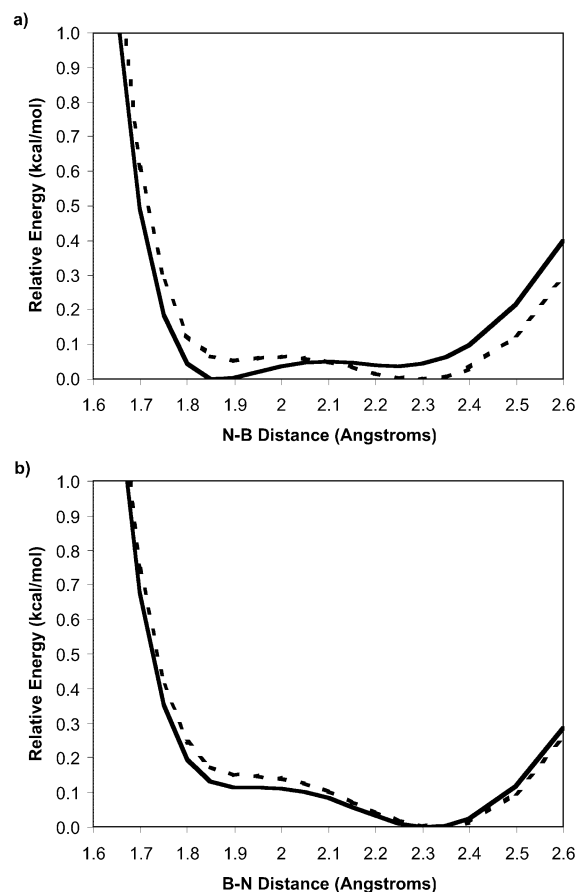 a)
1.0
0.9
0.8
0.7
0.6
0.5
0.4
0.3
0.2
0.1
0.0
Relative Energy (kcal/mol)
1.6 1.7 1.8 1.9 2 2.1 2.2 2.3 2.4 2.5 2.6
N-B Distance (Angstroms)
b)
1.0
0.9
0.8
0.7
0.6
0.5
0.4
0.3
0.2
0.1
0.0
Relative Energy (kcal/mol)
1.6 1.7 1.8 1.9 2 2.1 2.2 2.3 2.4 2.5 2.6
B-N Distance (Angstroms)